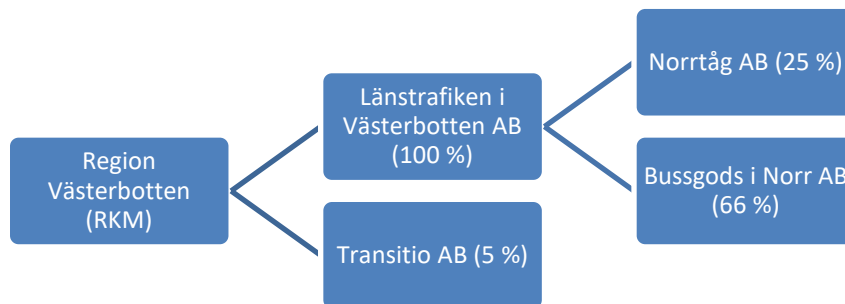 Region
Västerbotten
(RKM)
Länstrafiken i
Västerbotten AB
(100 %)
Transitio AB (5 %)
Norrtåg AB (25 %)
Bussgods i Norr AB
(66 %)